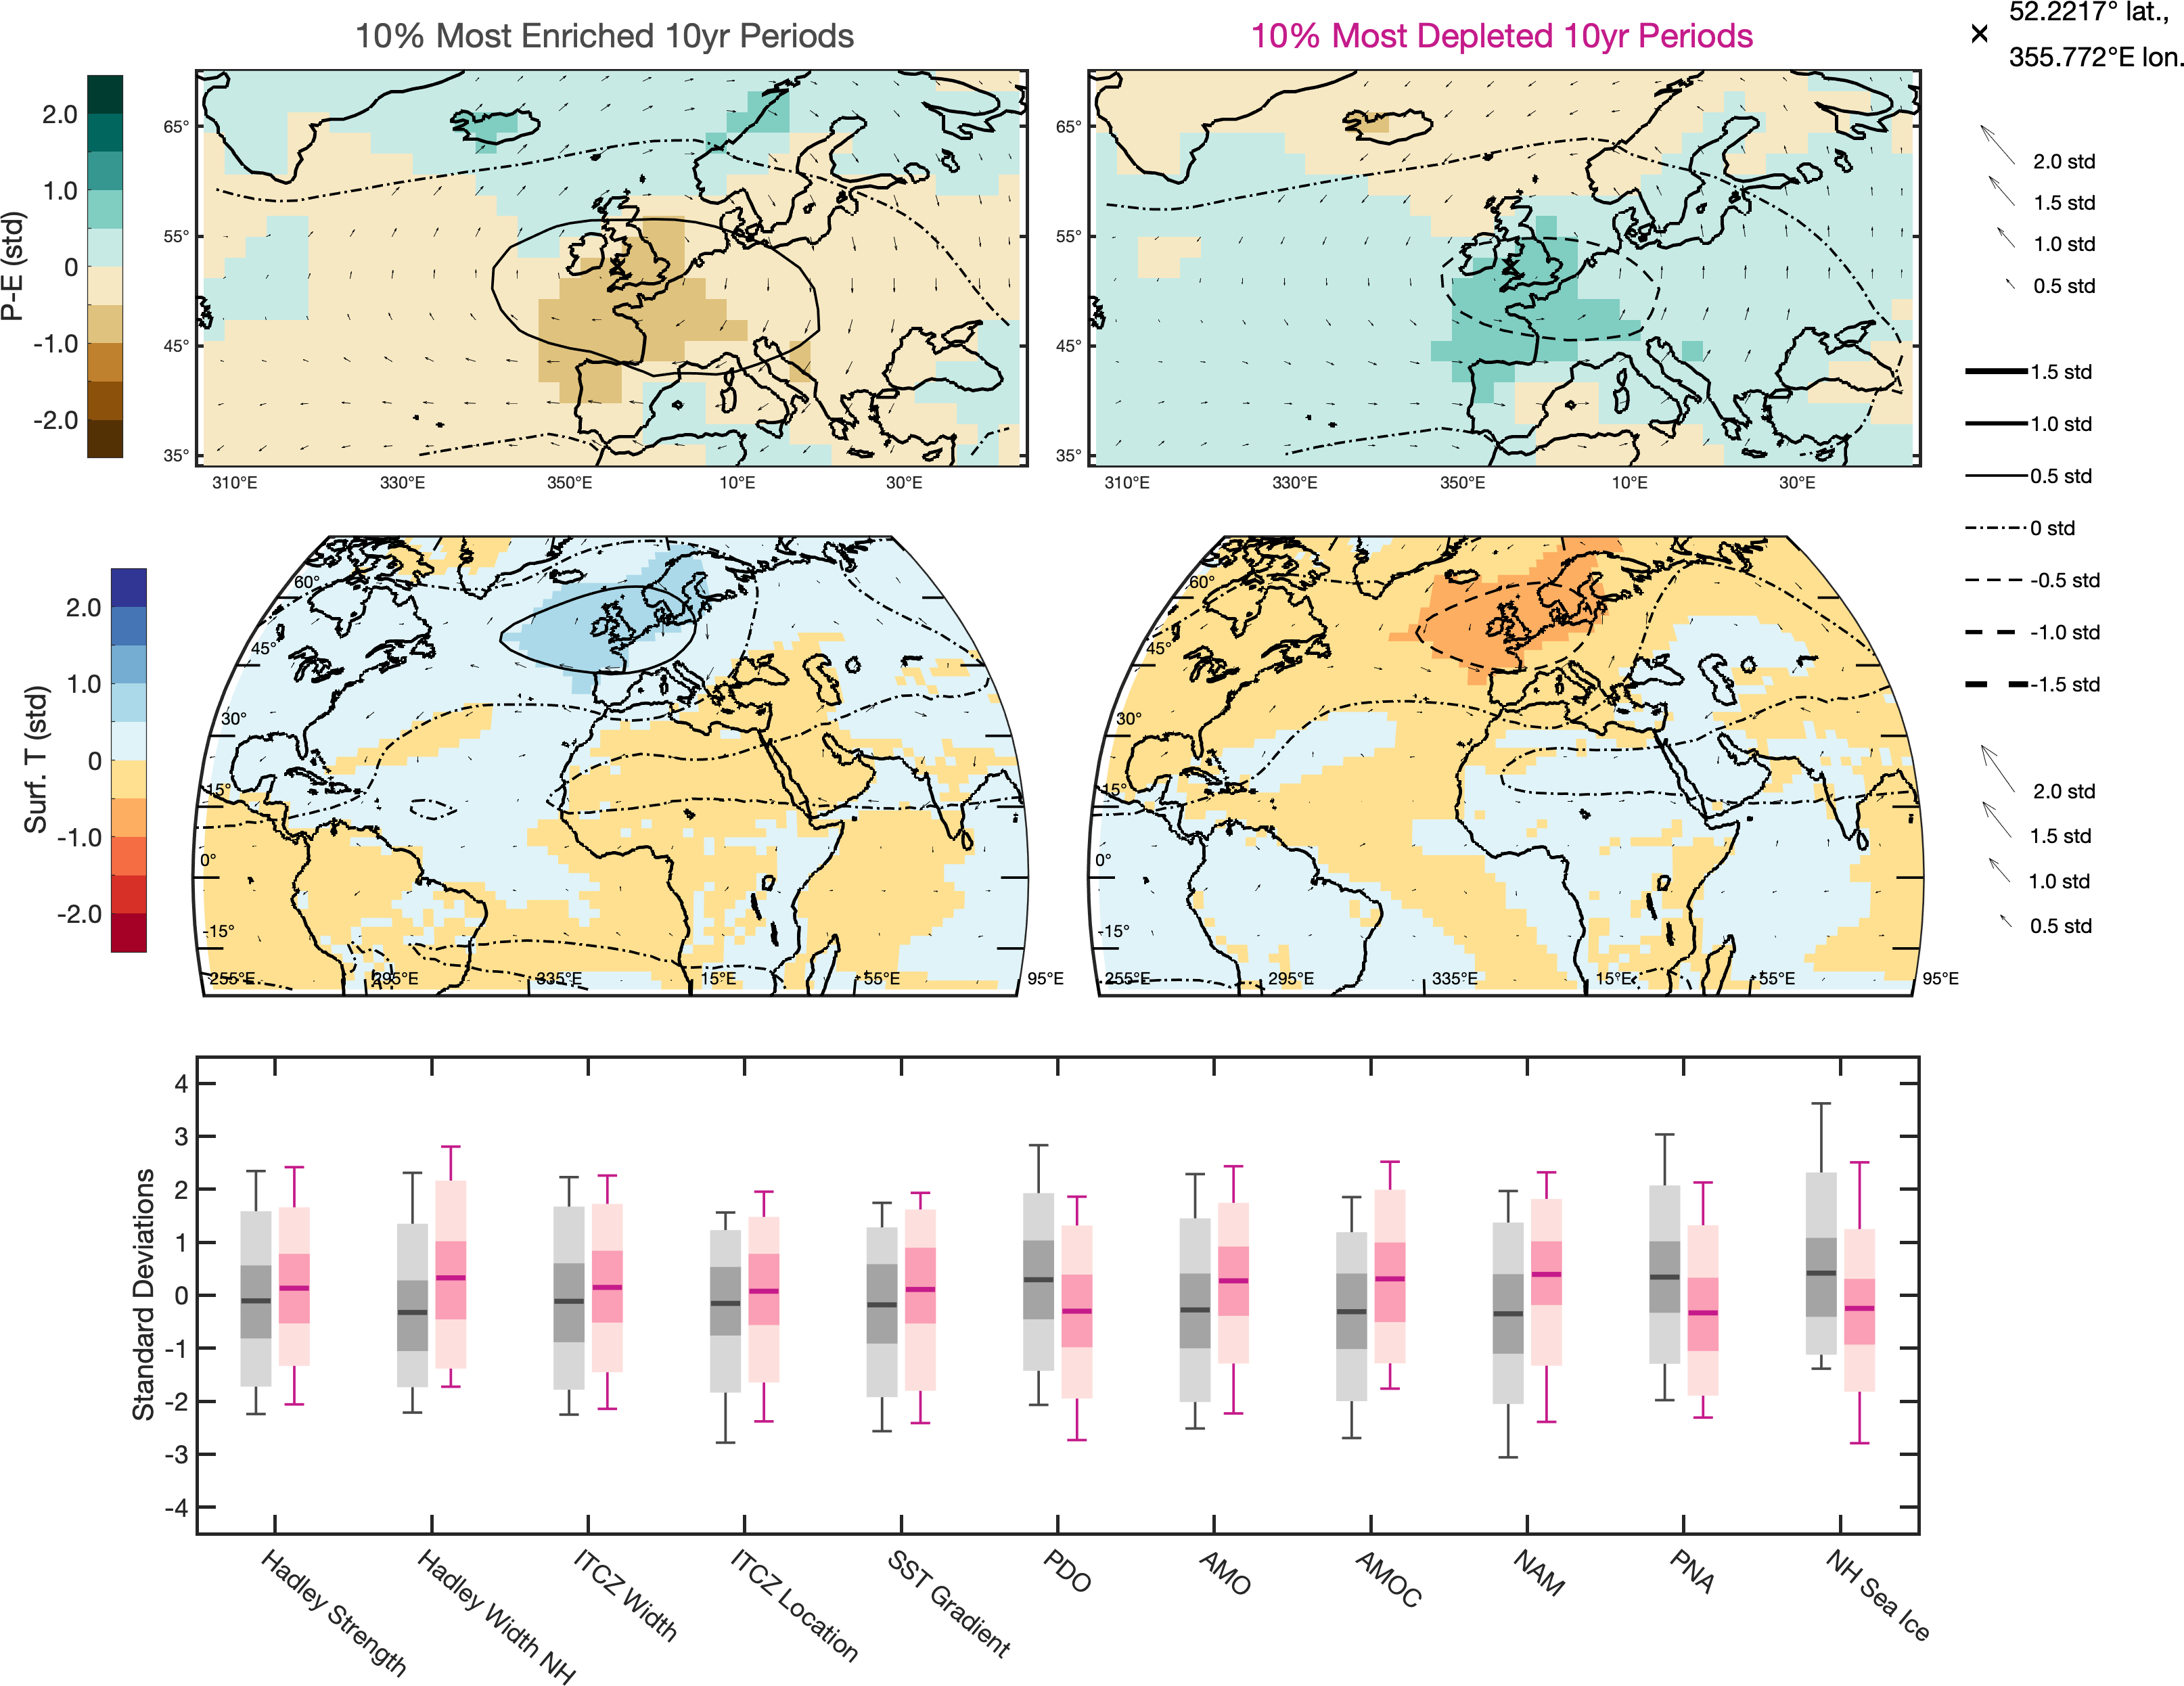 10% Most Enriched 10yr Periods
10% Most Depleted 10yr Periods
× 52.2217° lat.,
355.772°E lon.
P-E (std)
2.0
1.0
0
-1.0
-2.0
65°
55°
45°
35°
310°E 330°E 350°E 10°E 30°E
65°
55°
45°
35°
310°E 330°E 350°E 10°E 30°E
2.0 std
1.5 std
1.0 std
0.5 std
1.5 std
1.0 std
0.5 std
0 std
-0.5 std
-1.0 std
-1.5 std
Surf. T (std)
2.0
1.0
0
-1.0
-2.0
60°
45°
30°
15°
0°
-15°
255°E 295°E 335°E 15°E 55°E 95°E
60°
45°
30°
15°
0°
-15°
255°E 295°E 335°E 15°E 55°E 95°E
2.0 std
1.5 std
1.0 std
0.5 std
Standard Deviations
4
3
2
1
0
-1
-2
-3
-4
Hadley Strength
Hadley Width NH
ITCZ Width
ITCZ Location
SST Gradient
PDO
AMO
AMOC
NAM
PNA
NH Sea Ice